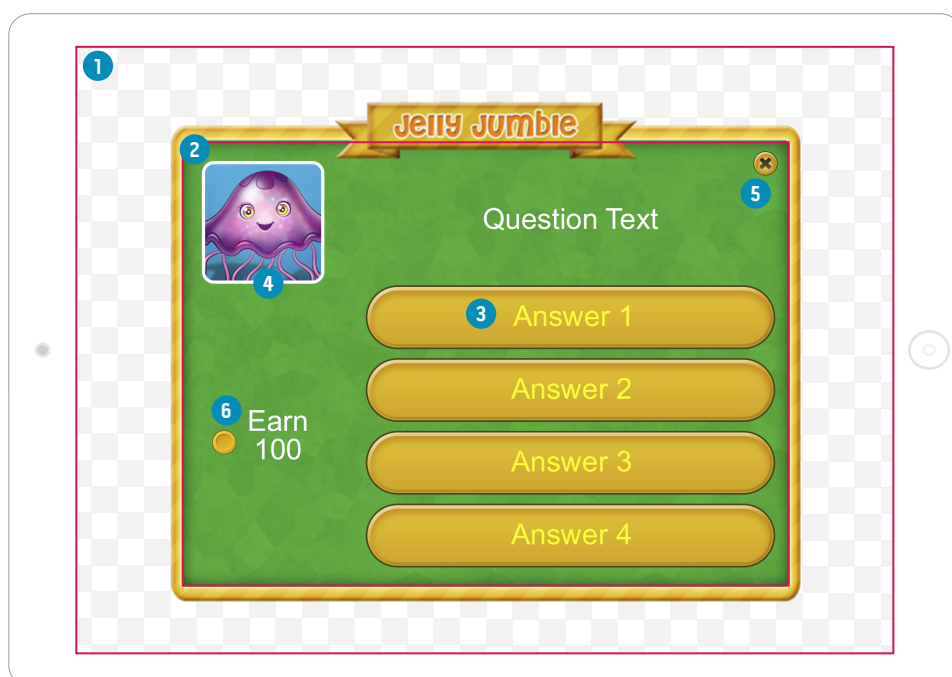 1
Jelly Jumble
2
5
Question Text
4
3 Answer 1
Answer 2
6 Earn
100
Answer 3
Answer 4